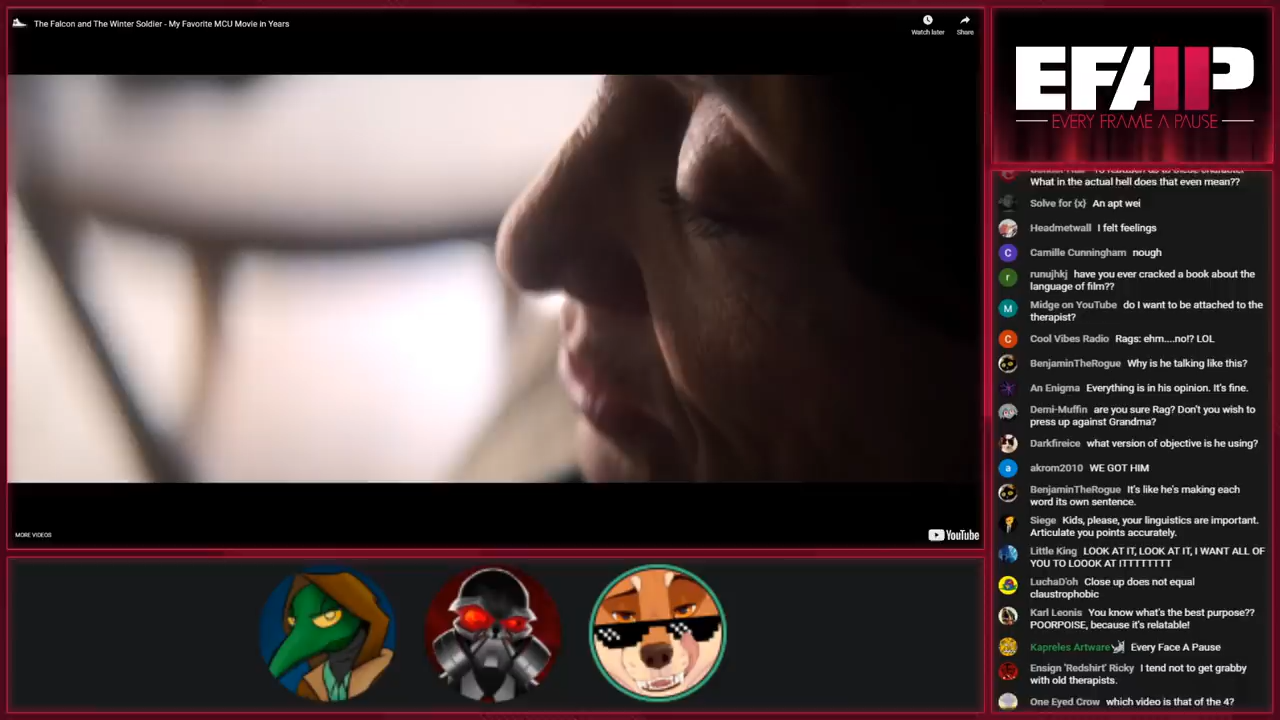 The Falcon and The Winter Soldier - My Favorite MCU Movie in Years
Watch later
Share
MORE VIDEOS
YouTube
EFAP
EVERY FRAME A PAUSE
What in the actual hell does that even mean??
Solve for {x} An apt wei
Headmetwall I felt feelings
Camille Cunningham nough
runujhkj have you ever cracked a book about the
language of film??
Midge on YouTube do I want to be attached to the
therapist?
Cool Vibes Radio Rags: ehm....no!? LOL
BenjaminTheRogue Why is he talking like this?
An Enigma Everything is in his opinion. It's fine.
Demi-Muffin are you sure Rag? Don't you wish to
press up against Grandma?
Darkfireice what version of objective is he using?
akrom2010 WE GOT HIM
BenjaminTheRogue It's like he's making each
word its own sentence.
Siege Kids, please, your linguistics are important.
Articulate you points accurately.
Little King LOOK AT IT, LOOK AT IT, I WANT ALL OF
YOU TO LOOOK AT ITTTTTTTT
LuchaD'oh Close up does not equal
claustrophobic
Karl Leonis You know what's the best purpose??
POORPOISE, because it's relatable!
Kapreles Artware Every Face A Pause
Ensign 'Redshirt' Ricky I tend not to get grabby
with old therapists.
One Eyed Crow which video is that of the 4?